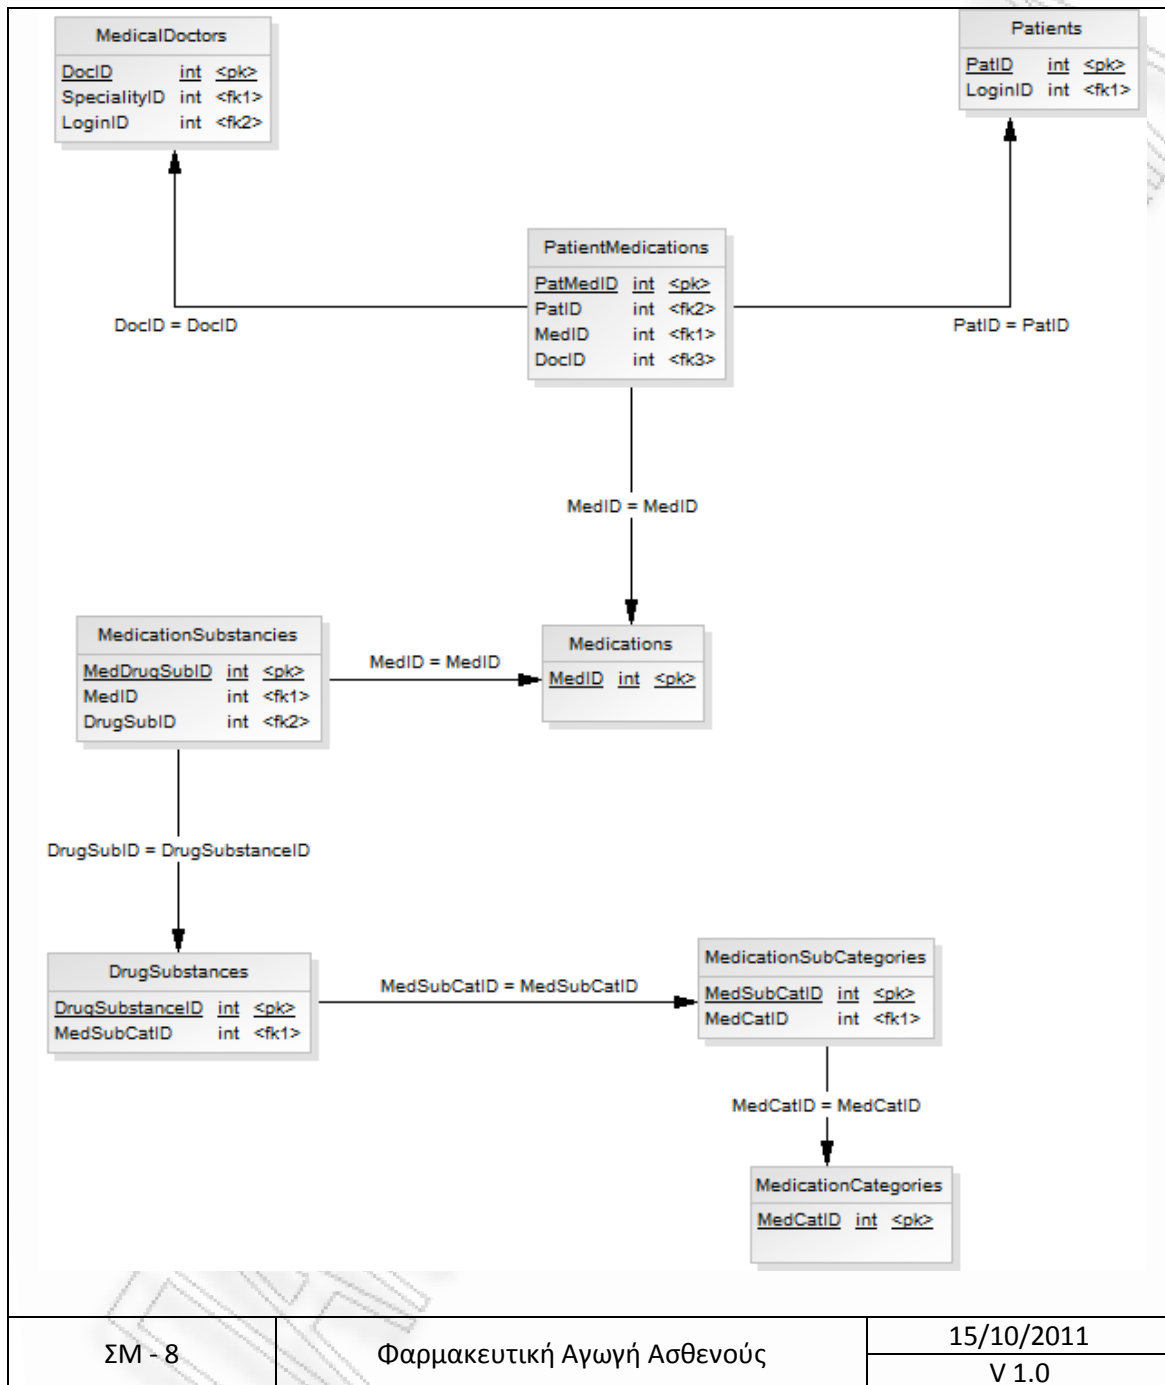 MedicalDoctors
DocID int <pk>
SpecialityID int <fk1>
LoginID int <fk2>
Patients
PatID int <pk>
LoginID int <fk1>
PatientMedications
PatMedID int <pk>
PatID int <fk2>
MedID int <fk1>
DocID int <fk3>
DocID = DocID
PatID = PatID
MedID = MedID
MedicationSubstancies
MedDrugSubID int <pk>
MedID int <fk1>
DrugSubID int <fk2>
MedID = MedID
Medications
MedID int <pk>
DrugSubID = DrugSubstanceID
DrugSubstances
DrugSubstanceID int <pk>
MedSubCatID int <fk1>
MedSubCatID = MedSubCatID
MedicationSubCategories
MedSubCatID int <pk>
MedCatID int <fk1>
MedCatID = MedCatID
MedicationCategories
MedCatID int <pk>
ΣΜ - 8
Φαρμακευτική Αγωγή Ασθενούς
15/10/2011
V 1.0